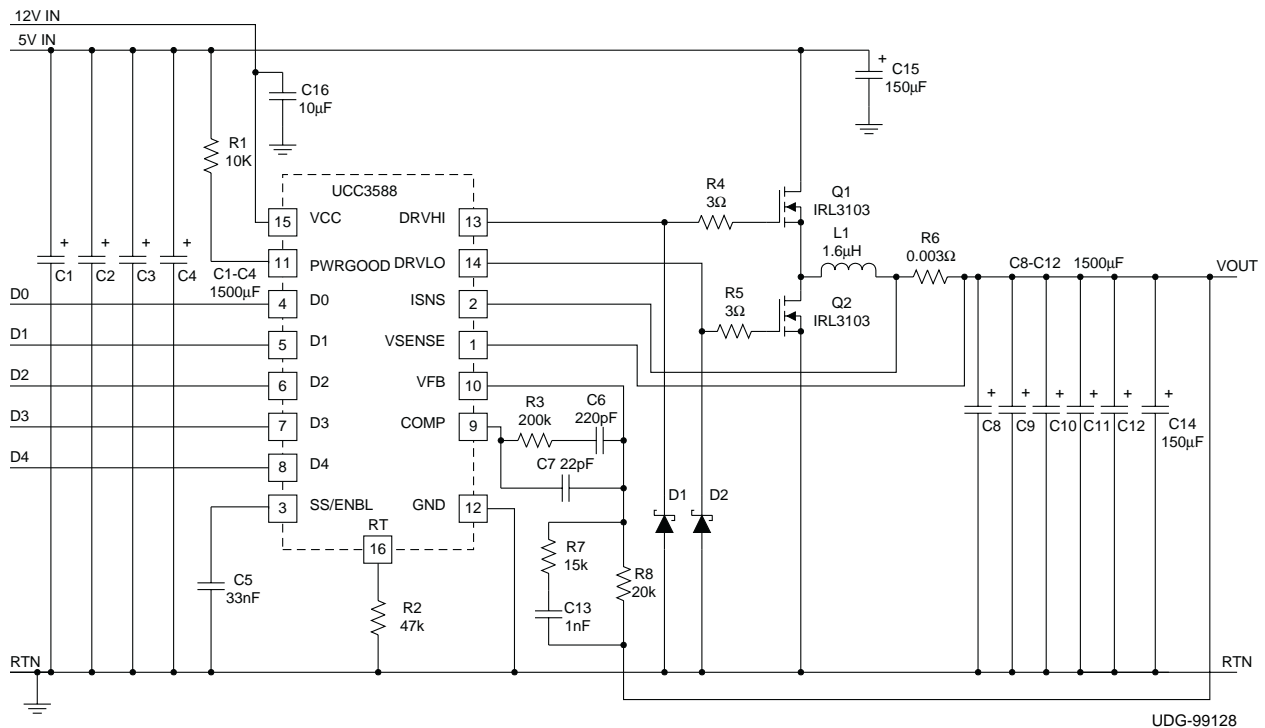 12V IN
5V IN
C15
150µF
C16
10µF
R1
10K
UCC3588
R4
3Ω
Q1
IRL3103
15 VCC DRVHI 13
L1
1.6µH
R6
0.003Ω
11 PWRGOOD DRVLO 14
C1 + C2 + C3 + C4 +
C1-C4
1500µF
C8-C12 1500µF VOUT
D0 4 D0 ISNS 2
R5
3Ω
Q2
IRL3103
D1 5 D1 VSENSE 1
D2 6 D2 VFB 10
R3
200k
C6
220pF
D3 7 D3 COMP 9
C8 + C9 + C10 + C11 + C12 + C14 +
150µF
D4 8 D4
C7 22pF
3 SS/ENBL GND 12
D1 D2
RT
16
R7
15k
R8
20k
C5
33nF
R2
47k
C13
1nF
RTN RTN
UDG-99128